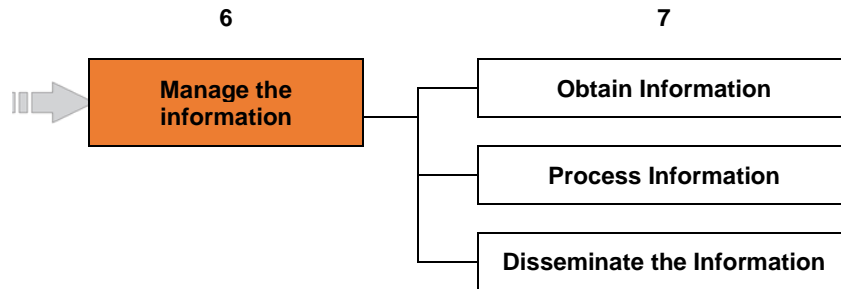 6
7
Manage the
information
Obtain Information
Process Information
Disseminate the Information